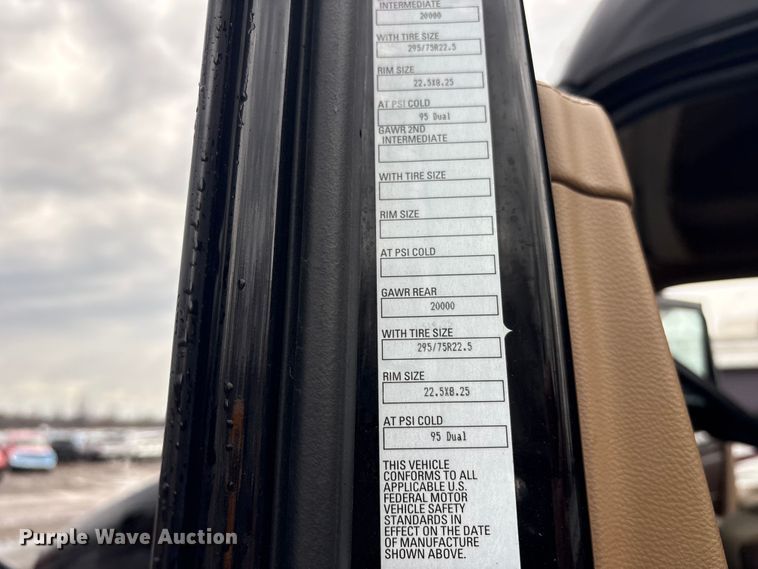 INTERMEDIATE
20000
WITH TIRE SIZE
295/75R22.5
RIM SIZE
22.5X8.25
AT PSI COLD
95 Dual
GAWR 2ND
INTERMEDIATE
WITH TIRE SIZE
RIM SIZE
AT PSI COLD
GAWR REAR
20000
WITH TIRE SIZE
295/75R22.5
RIM SIZE
22.5X8.25
AT PSI COLD
95 Dual
THIS VEHICLE
CONFORMS TO ALL
APPLICABLE U.S.
FEDERAL MOTOR
VEHICLE SAFETY
STANDARDS IN
EFFECT ON THE DATE
OF MANUFACTURE
SHOWN ABOVE.
Purple Wave Auction